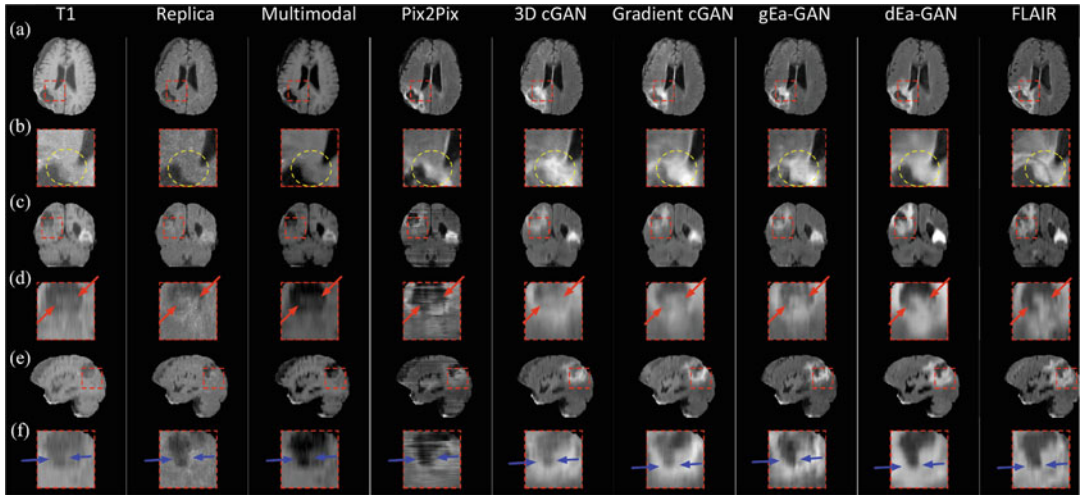 T1 Replica Multimodal Pix2Pix 3D cGAN Gradient cGAN gEa-GAN dEa-GAN FLAIR
(a)
(b)
(c)
(d)
(e)
(f)